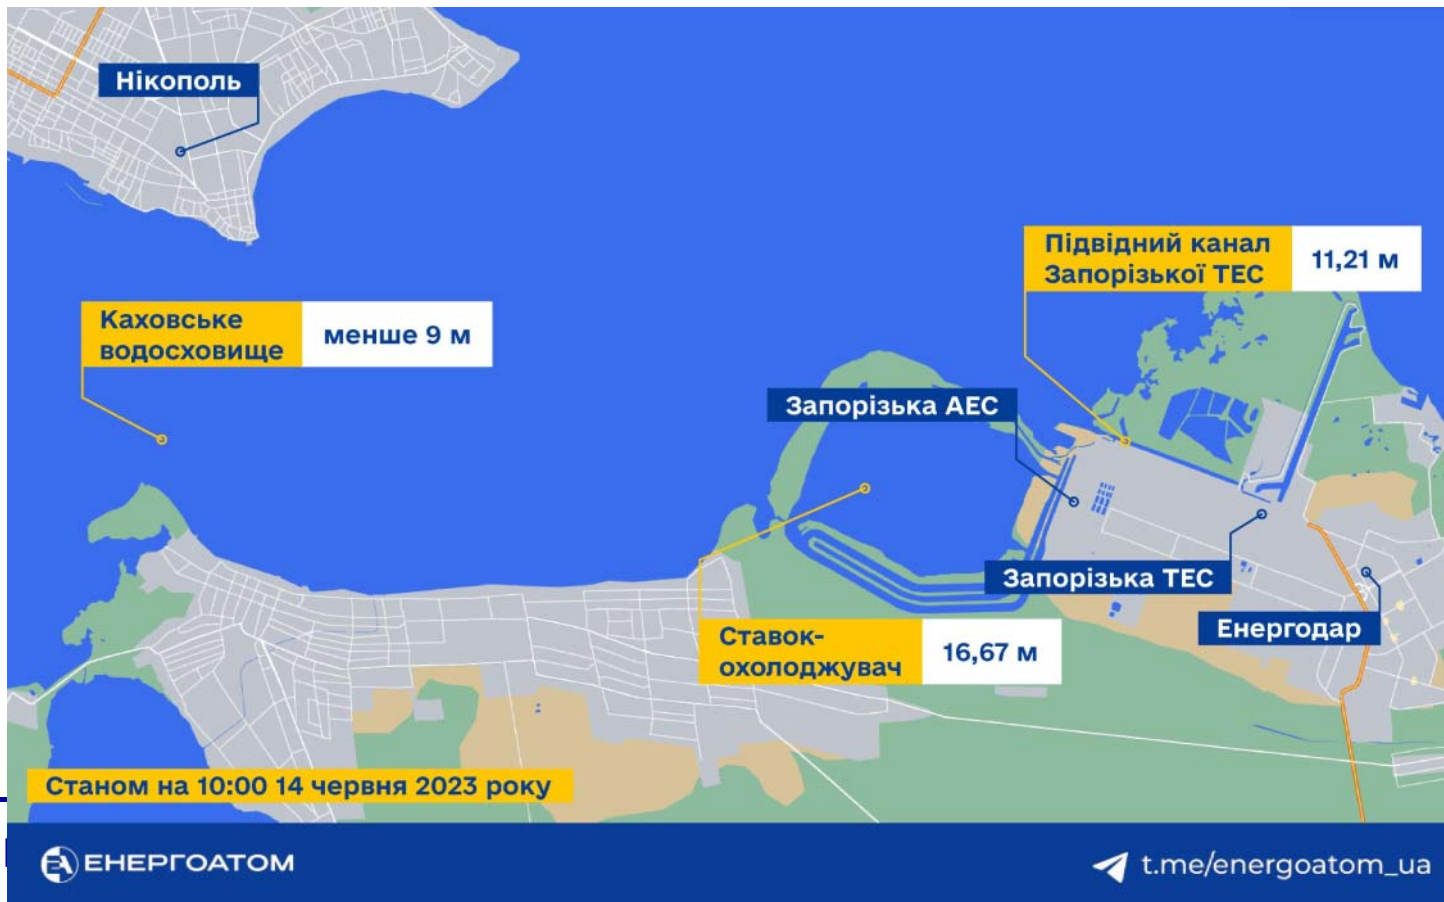 Нікополь
Підвідний канал
Запорізької ТЕС
11,21 м
Каховське
водосховище
менше 9 м
Запорізька АЕС
Запорізька ТЕС
Ставок-
охолоджувач
16,67 м
Енергодар
Станом на 10:00 14 червня 2023 року
ЕНЕРГОАТОМ
t.me/energoatom_ua